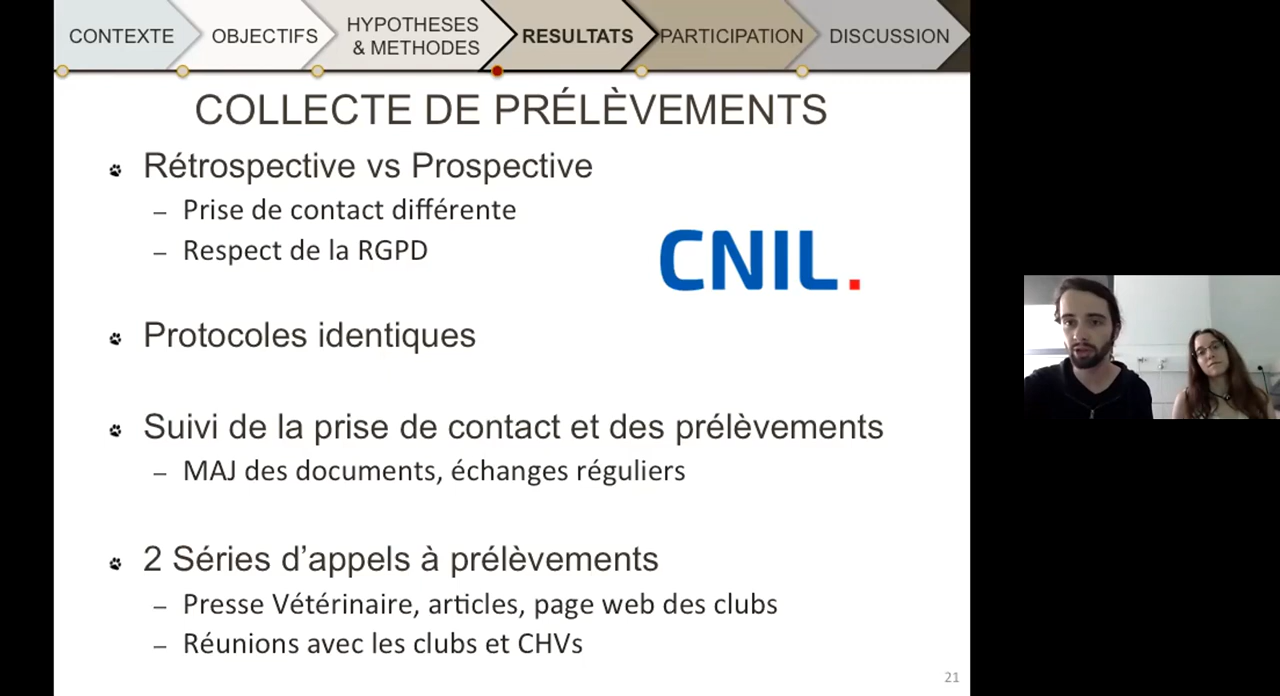 CONTEXTE
OBJECTIFS
HYPOTHESES
& METHODES
RESULTATS
PARTICIPATION
DISCUSSION
COLLECTE DE PRÉLÈVEMENTS
Rétrospective vs Prospective
– Prise de contact différente
– Respect de la RGPD
CNIL.
Protocoles identiques
Suivi de la prise de contact et des prélèvements
– MAJ des documents, échanges réguliers
2 Séries d’appels à prélèvements
– Presse Vétérinaire, articles, page web des clubs
– Réunions avec les clubs et CHVs
21